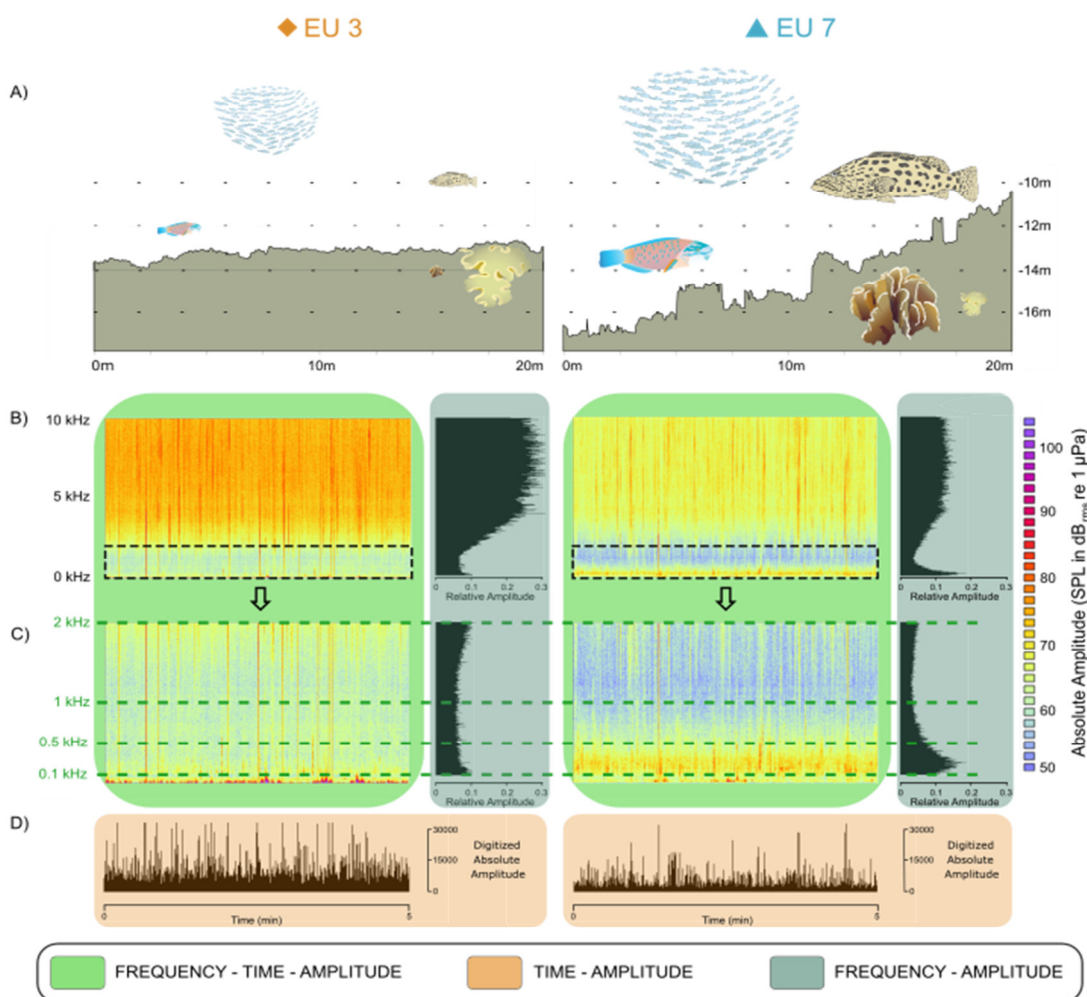 EU 3
EU 7
A)
-10m
-12m
-14m
-16m
0m
10m
20m
0m
10m
20m
B)
10 kHz
5 kHz
0 kHz
0
0.1
0.2
0.3
Relative Amplitude
0
0.1
0.2
0.3
Relative Amplitude
100
90
80
70
60
50
Absolute Amplitude (SPL in dBrms re 1 µPa)
C)
2 kHz
1 kHz
0.5 kHz
0.1 kHz
0
0.1
0.2
0.3
Relative Amplitude
0
0.1
0.2
0.3
Relative Amplitude
D)
30000
15000
0
Digitized
Absolute
Amplitude
0
5
Time (min)
30000
15000
0
Digitized
Absolute
Amplitude
0
5
Time (min)
FREQUENCY - TIME - AMPLITUDE
TIME - AMPLITUDE
FREQUENCY - AMPLITUDE